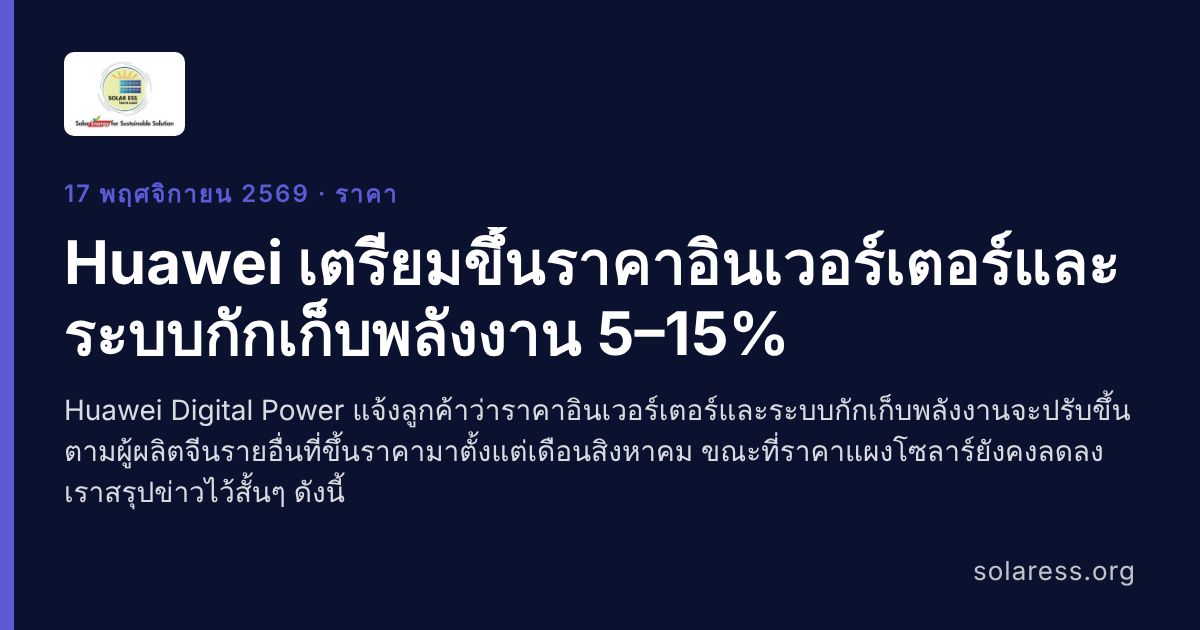 SOLAR ESS
Solar Energy for Sustainable Solution
17 พฤศจิกายน 2569 · ราคา
Huawei เตรียมขึ้นราคาอินเวอร์เตอร์และ
ระบบกักเก็บพลังงาน 5–15%
Huawei Digital Power แจ้งลูกค้าว่าราคาอินเวอร์เตอร์และระบบกักเก็บพลังงานจะปรับขึ้น
ตามผู้ผลิตจีนรายอื่นที่ขึ้นราคามาตั้งแต่เดือนสิงหาคม ขณะที่ราคาแผงโซลาร์ยังคงลดลง
เราสรุปข่าวไว้สั้นๆ ดังนี้
solaress.org